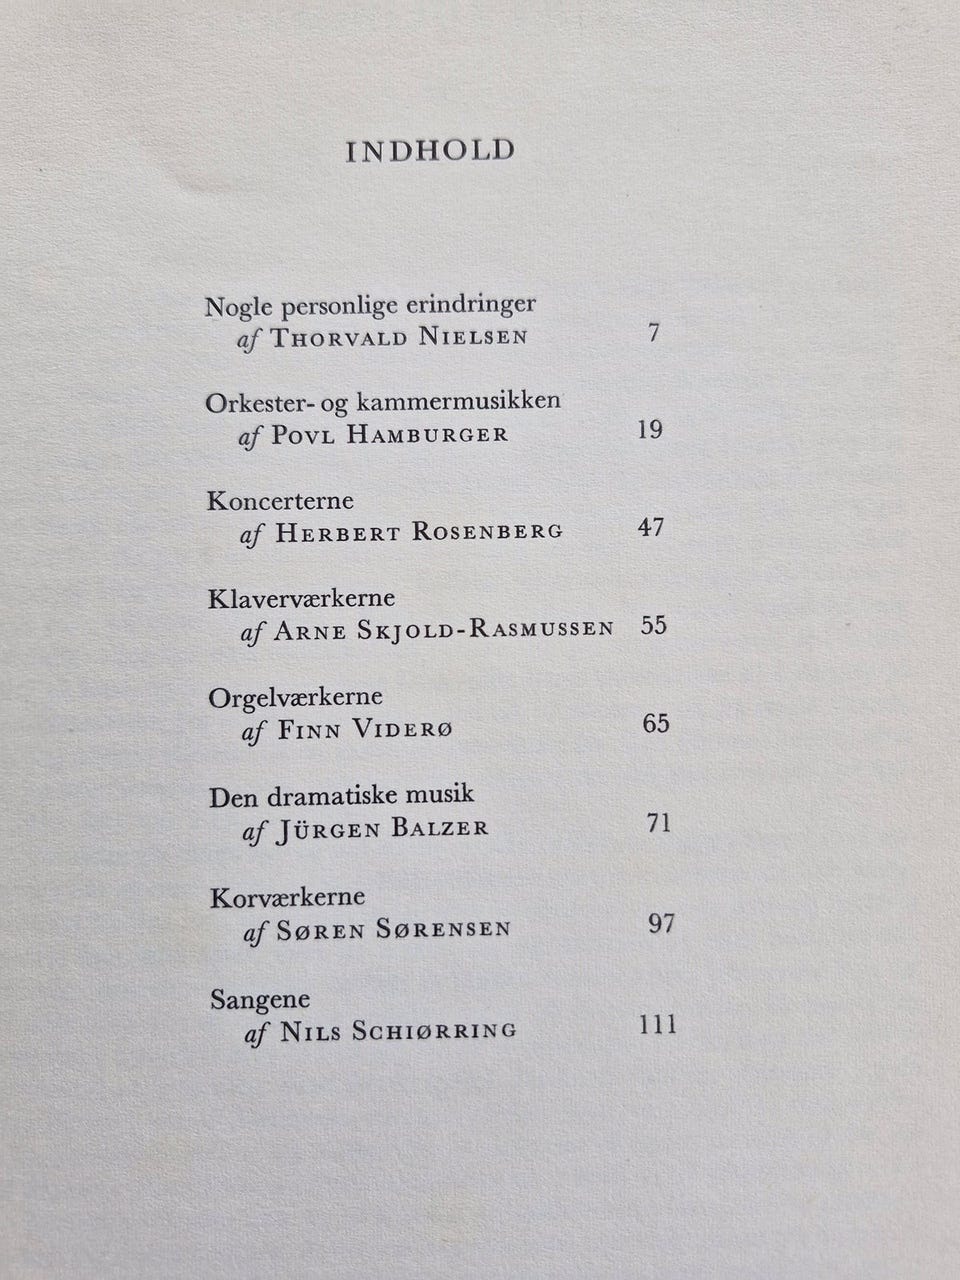 INDHOLD
Nogle personlige erindringer
af THORVALD NIELSEN 7
Orkester- og kammermusikken
af POVL HAMBURGER 19
Koncerterne
af HERBERT ROSENBERG 47
Klaverværkerne
af ARNE SKJOLD-RASMUSSEN 55
Orgelværkerne
af FINN VIDERØ 65
Den dramatiske musik
af JÜRGEN BALZER 71
Korværkerne
af SØREN SØRENSEN 97
Sangene
af NILS SCHIØRRING 111